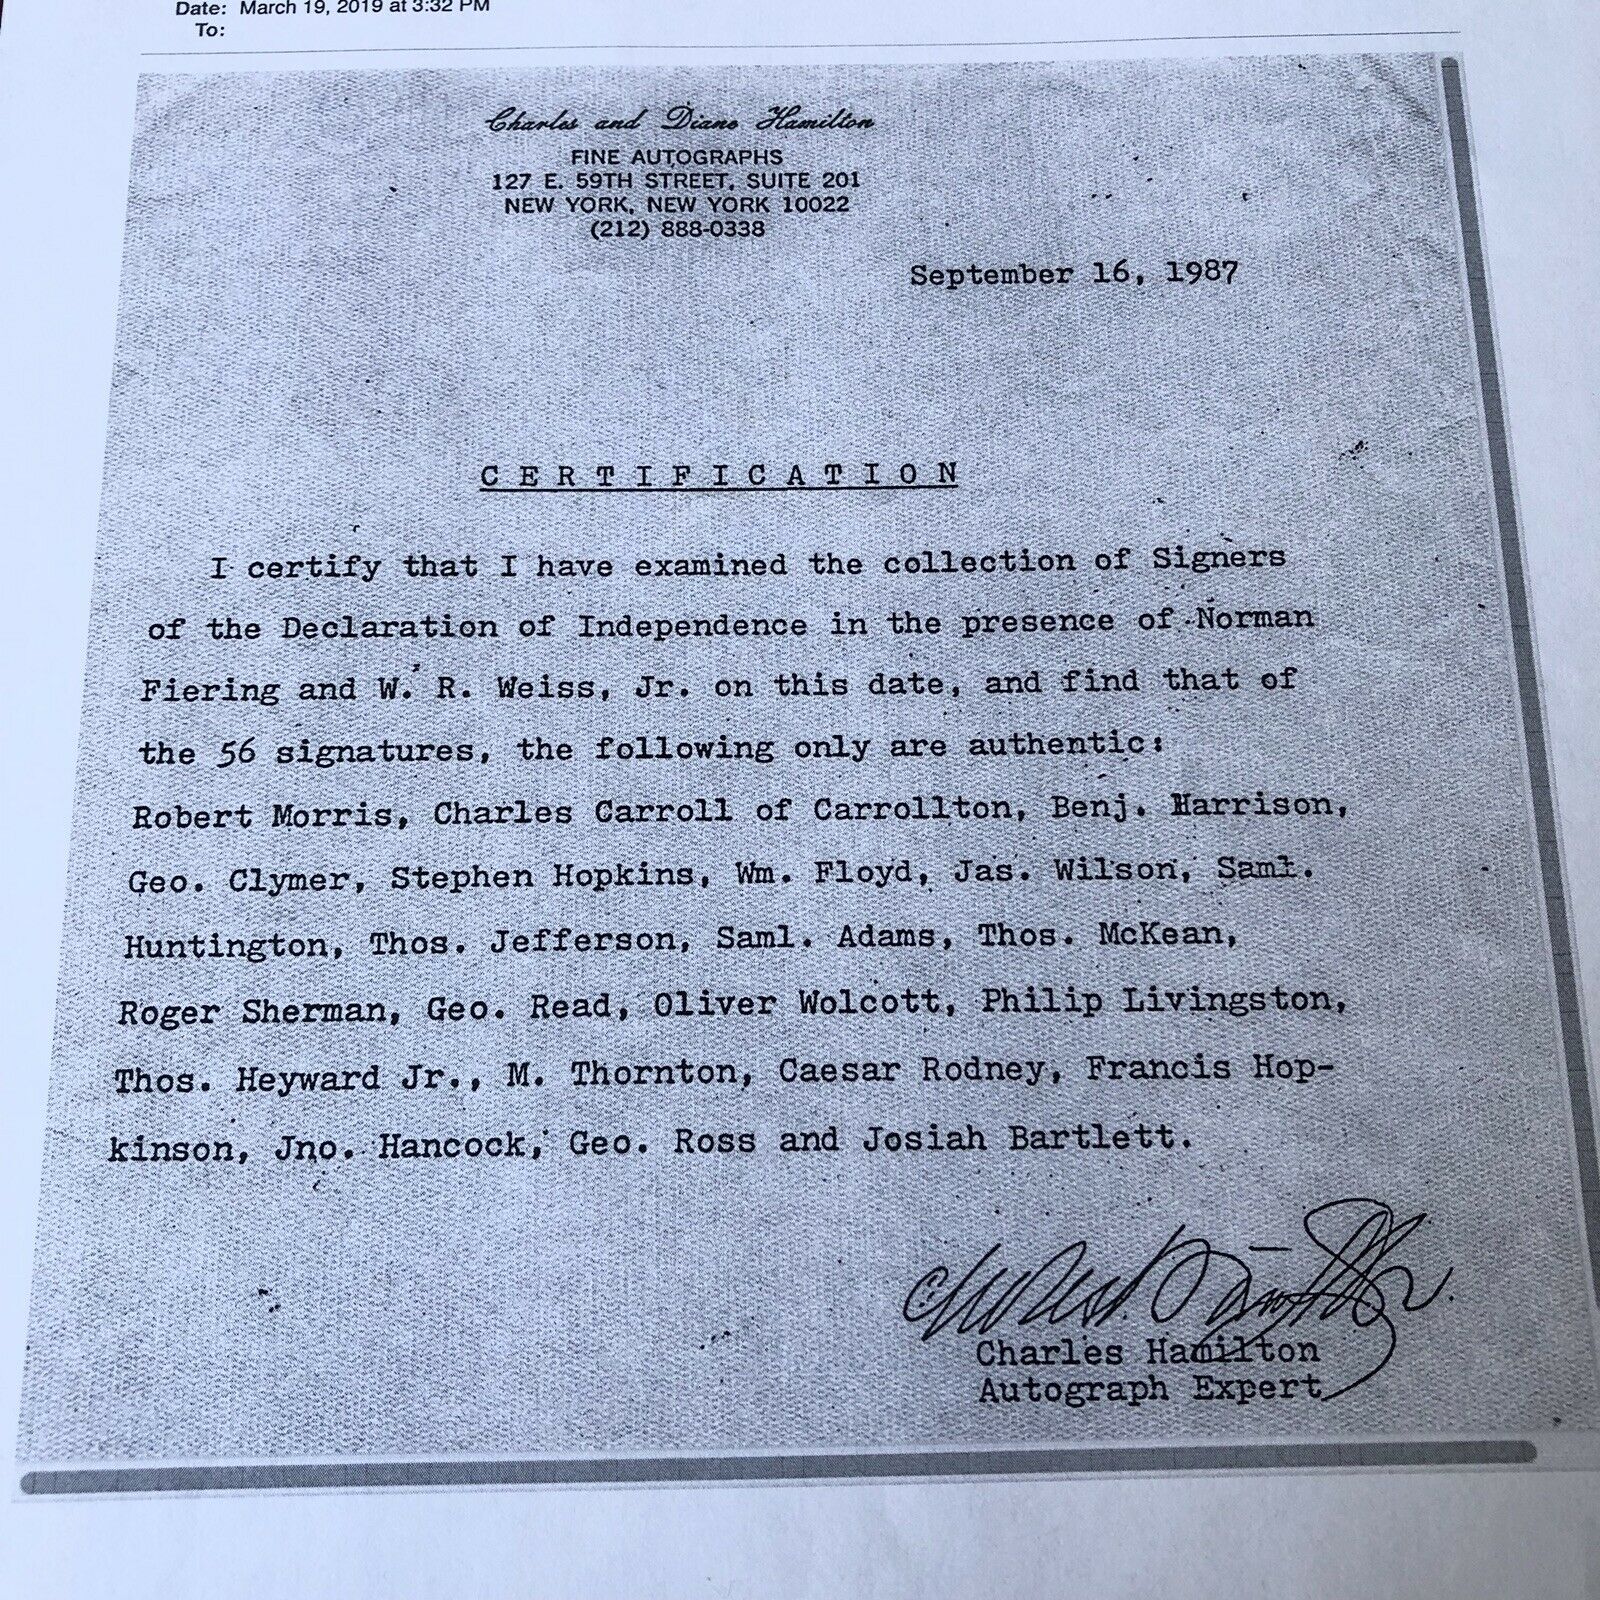 Date: March 19, 2019 at 3:32 PM
To:
Charles and Diane Hamilton
FINE AUTOGRAPHS
127 E. 59TH STREET, SUITE 201
NEW YORK, NEW YORK 10022
(212) 888-0338
September 16, 1987
CERTIFICATION
I certify that I have examined the collection of Signers
of the Declaration of Independence in the presence of Norman
Fiering and W. R. Weiss, Jr. on this date, and find that of
the 56 signatures, the following only are authentic:
Robert Morris, Charles Carroll of Carrollton, Benj. Harrison,
Geo. Clymer, Stephen Hopkins, Wm. Floyd, Jas. Wilson, Saml.
Huntington, Thos. Jefferson, Saml. Adams, Thos. McKean,
Roger Sherman, Geo. Read, Oliver Wolcott, Philip Livingston,
Thos. Heyward Jr., M. Thornton, Caesar Rodney, Francis Hop-
kinson, Jno. Hancock, Geo. Ross and Josiah Bartlett.
Charles Hamilton
Charles Hamilton
Autograph Expert